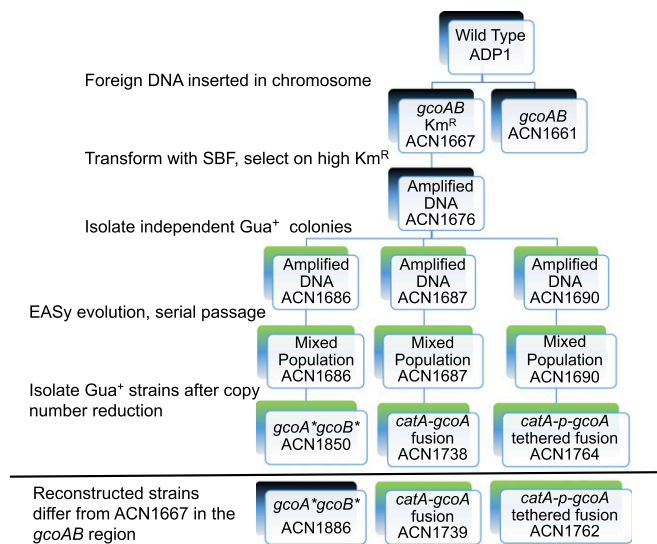 Wild Type
ADP1
Foreign DNA inserted in chromosome
gcoAB
Kmᴿ
ACN1667
gcoAB
ACN1661
Transform with SBF, select on high Kmᴿ
Amplified
DNA
ACN1676
Isolate independent Gua⁺ colonies
Amplified
DNA
ACN1686
Amplified
DNA
ACN1687
Amplified
DNA
ACN1690
EASy evolution, serial passage
Mixed
Population
ACN1686
Mixed
Population
ACN1687
Mixed
Population
ACN1690
Isolate Gua⁺ strains after copy
number reduction
gcoA*gcoB*
ACN1850
catA-gcoA
fusion
ACN1738
catA-p-gcoA
tethered fusion
ACN1764
Reconstructed strains
differ from ACN1667 in the
gcoAB region
gcoA*gcoB*
ACN1886
catA-gcoA
fusion
ACN1739
catA-p-gcoA
tethered fusion
ACN1762